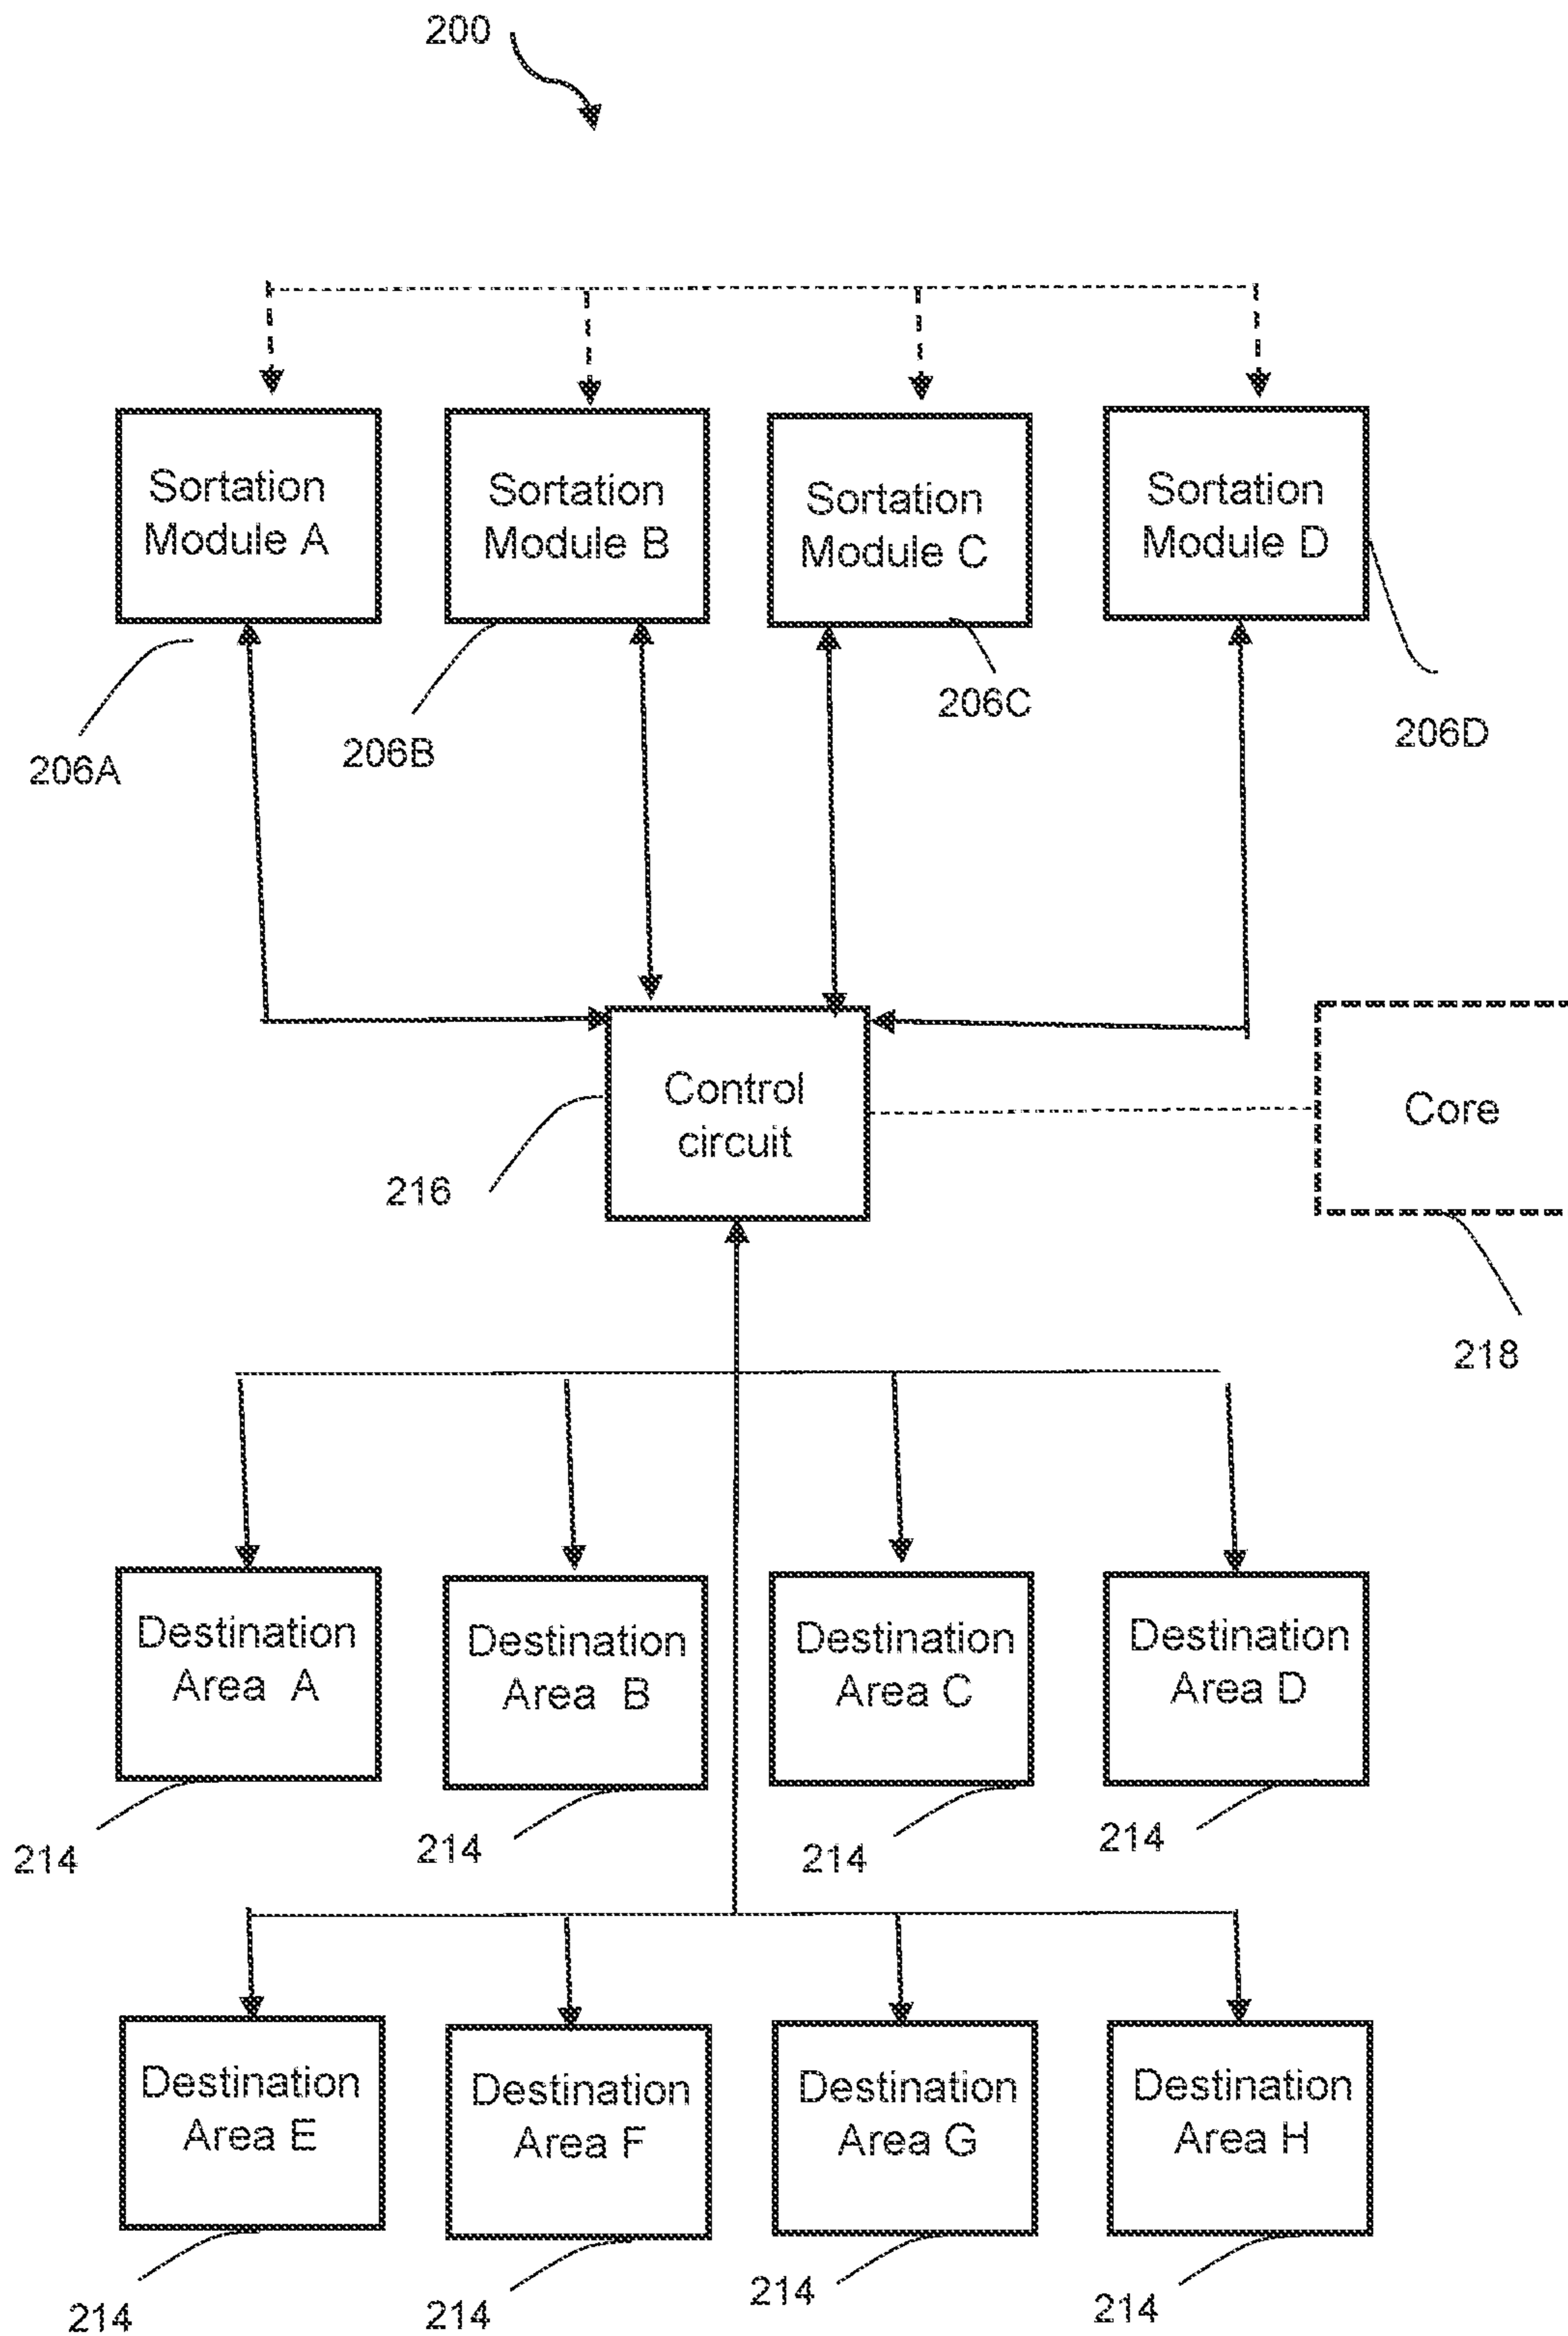 200
Sortation
Module A
Sortation
Module B
Sortation
Module C
Sortation
Module D
206A
206B
206C
206D
Control
circuit
Core
216
218
Destination
Area A
Destination
Area B
Destination
Area C
Destination
Area D
214
214
214
214
Destination
Area E
Destination
Area F
Destination
Area G
Destination
Area H
214
214
214
214